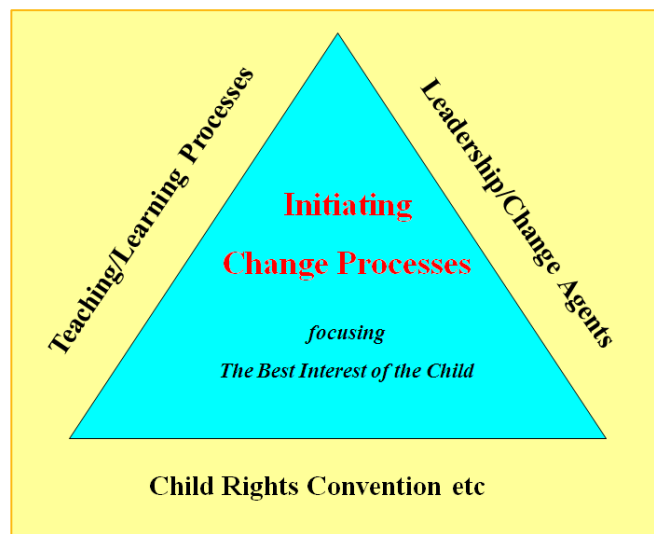 Teaching/Learning Processes
Leadership/Change Agents
Initiating
Change Processes
focusing
The Best Interest of the Child
Child Rights Convention etc